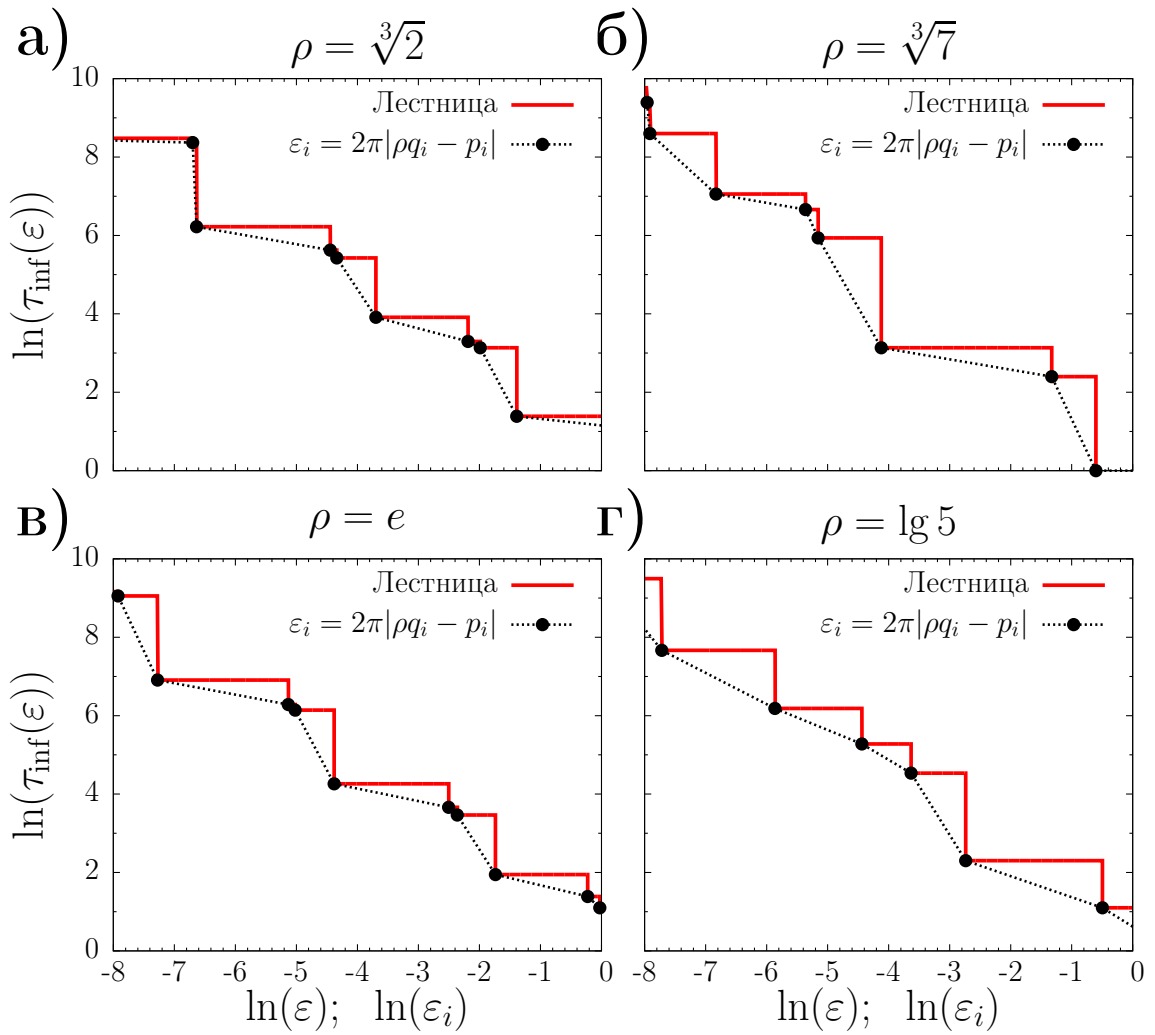 а)
ρ = ∛2
ln(τinf(ε))
10
8
6
4
2
0
Лестница
εi = 2π|ρqi − pi|
б)
ρ = ∛7
Лестница
εi = 2π|ρqi − pi|
в)
ρ = e
ln(τinf(ε))
10
8
6
4
2
0
Лестница
εi = 2π|ρqi − pi|
-8 -7 -6 -5 -4 -3 -2 -1 0
ln(ε); ln(εi)
г)
ρ = lg 5
Лестница
εi = 2π|ρqi − pi|
-8 -7 -6 -5 -4 -3 -2 -1 0
ln(ε); ln(εi)